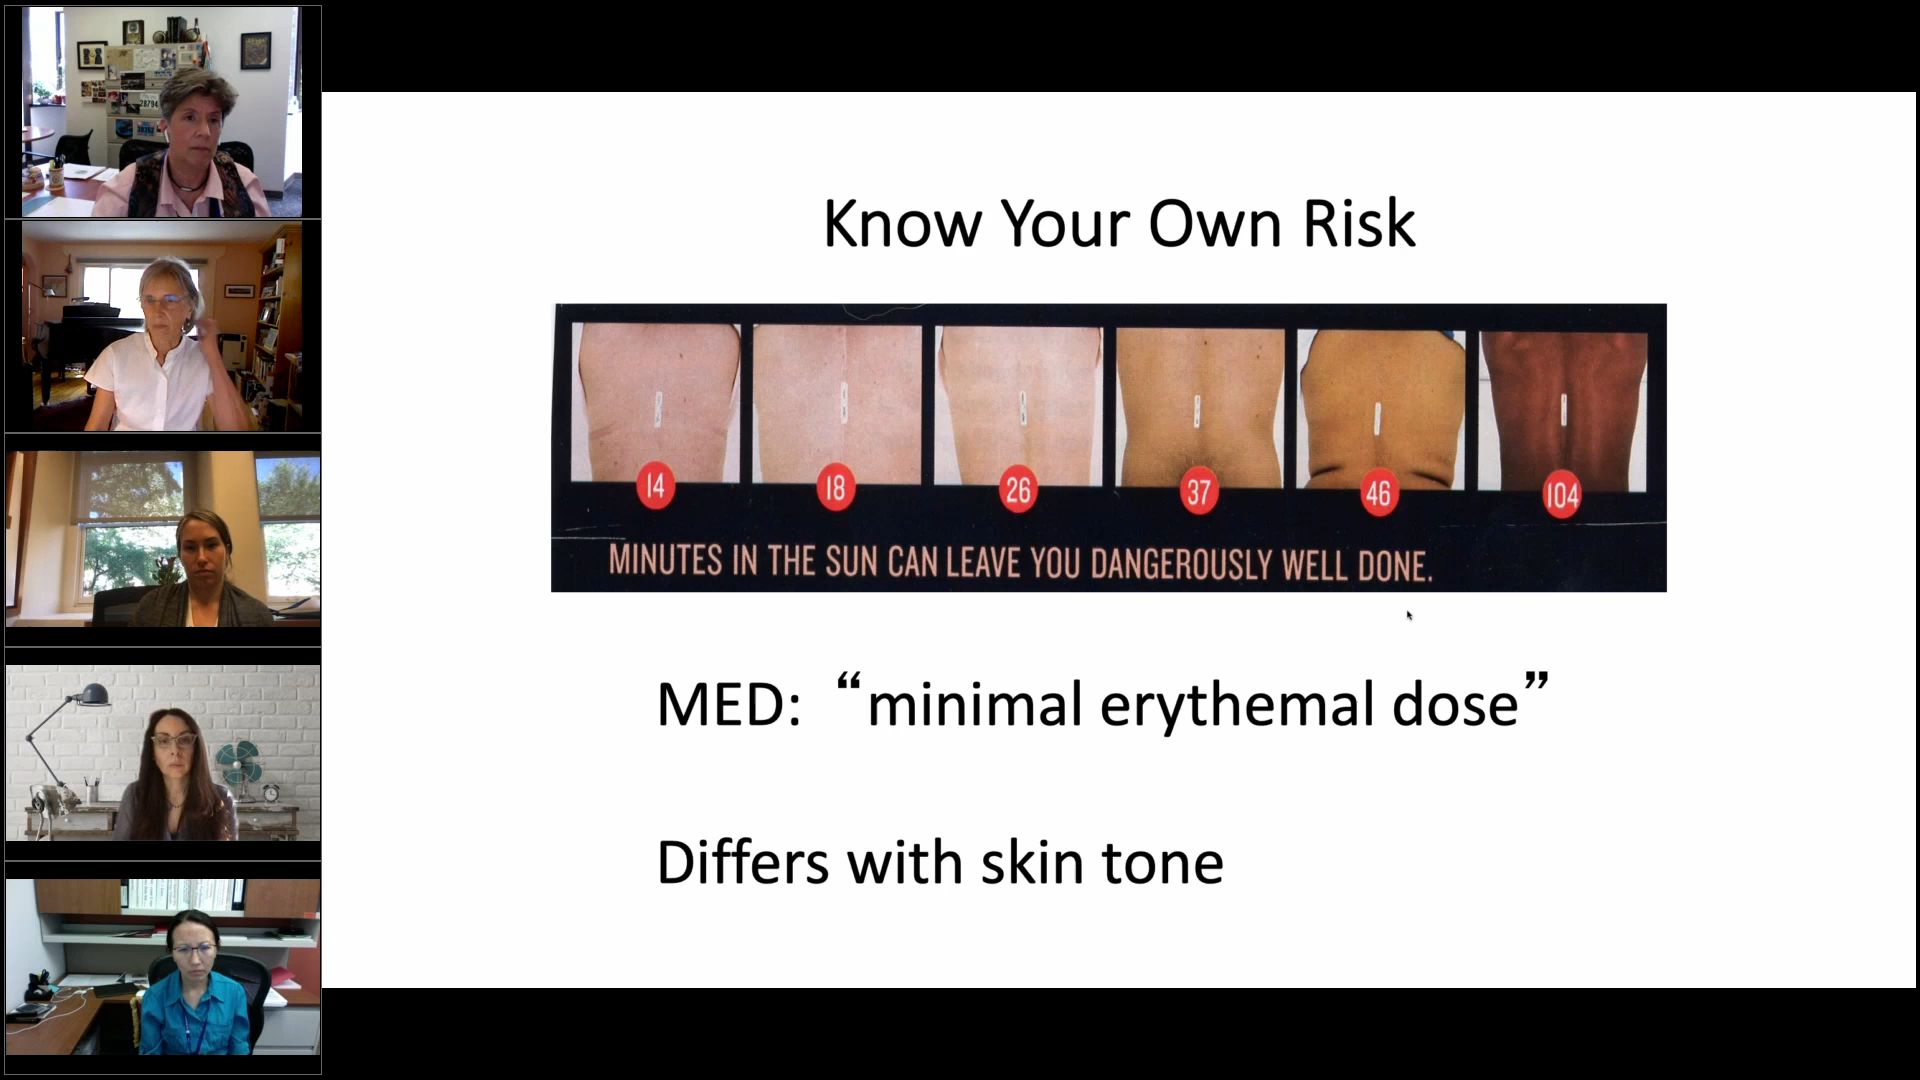 Know Your Own Risk
14 18 26 37 46 104
MINUTES IN THE SUN CAN LEAVE YOU DANGEROUSLY WELL DONE.
MED: “minimal erythemal dose”
Differs with skin tone
28794